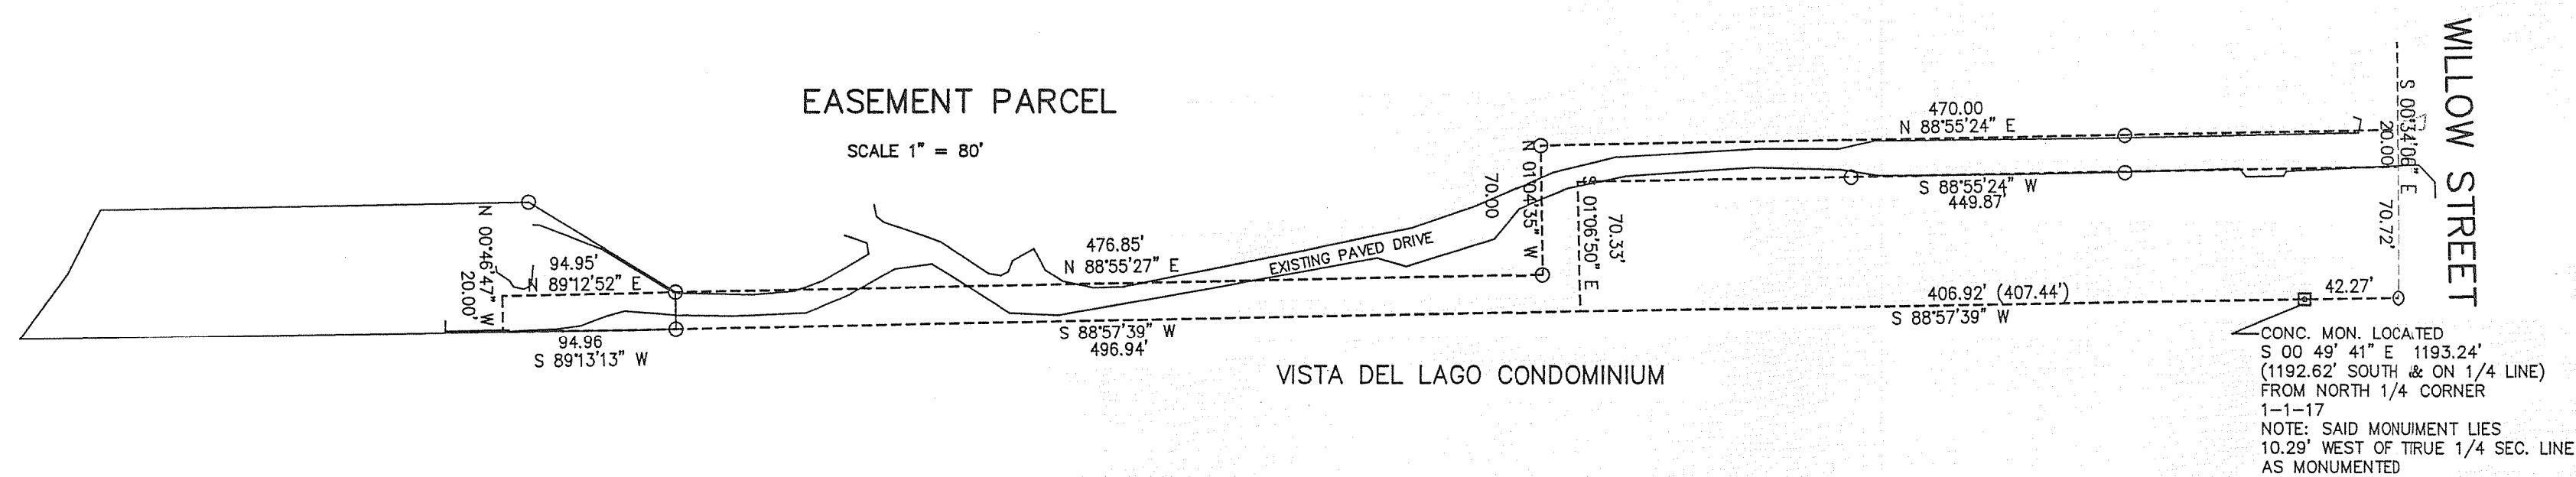 EASEMENT PARCEL
SCALE 1" = 80'
WILLOW STREET
S 00°34'06" E
20.00
70.72'
470.00
N 88°55'24" E
S 88°55'24" W
449.87'
N 01°04'35" W
70.00
S 01°06'50" E
70.33'
EXISTING PAVED DRIVE
476.85'
N 88°55'27" E
N 00°46'47" W
20.00'
94.95'
N 89°12'52" E
94.96
S 89°13'13" W
S 88°57'39" W
496.94'
406.92' (407.44')
S 88°57'39" W
42.27'
VISTA DEL LAGO CONDOMINIUM
CONC. MON. LOCATED
S 00 49' 41" E 1193.24'
(1192.62' SOUTH & ON 1/4 LINE)
FROM NORTH 1/4 CORNER
1-1-17
NOTE: SAID MONUIMENT LIES
10.29' WEST OF TRUE 1/4 SEC. LINE
AS MONUMENTED